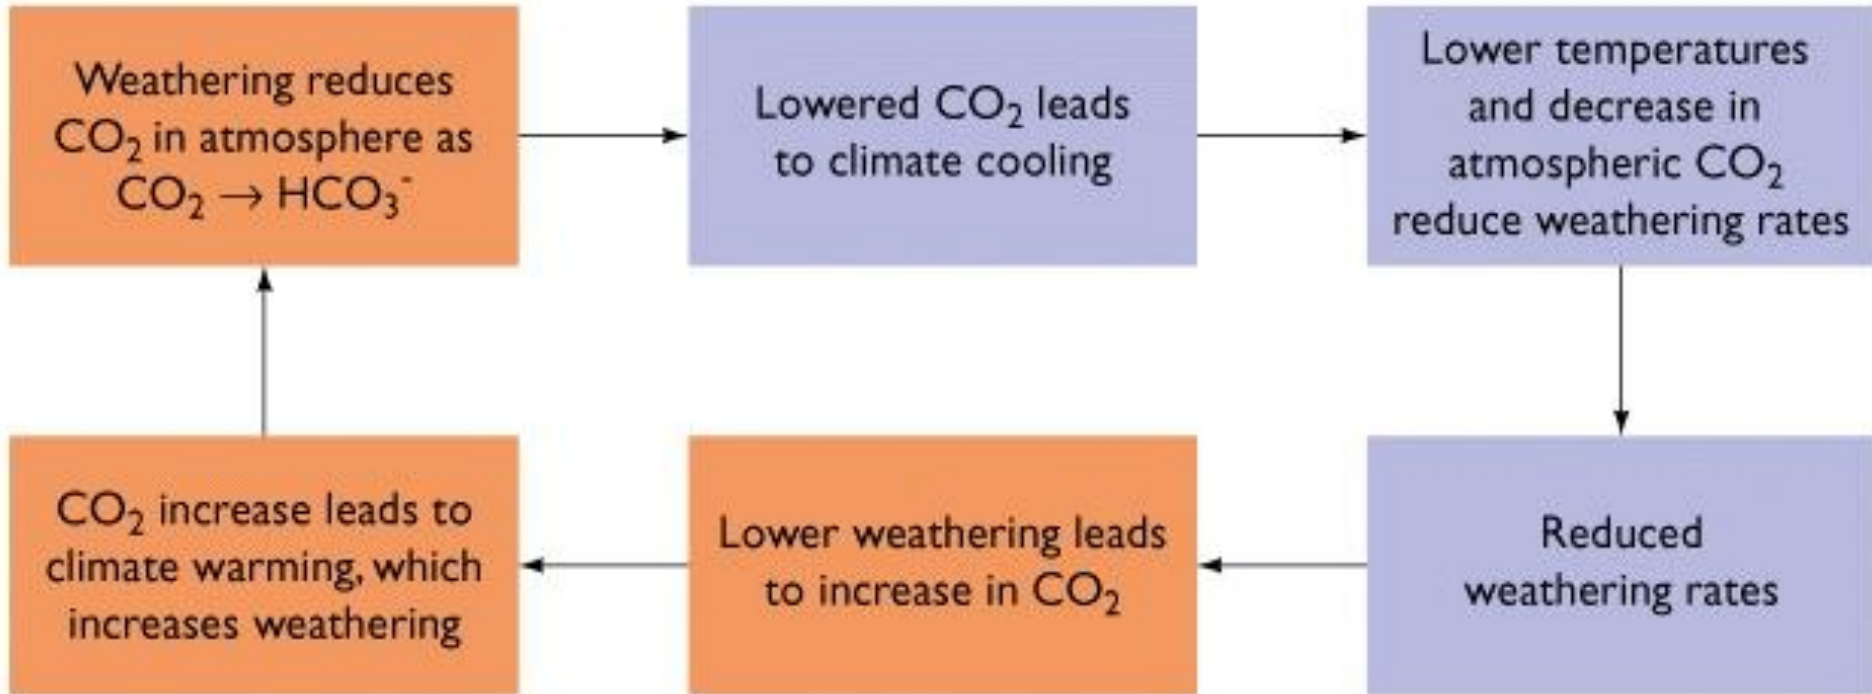 Weathering reduces
CO₂ in atmosphere as
CO₂ → HCO₃⁻
Lowered CO₂ leads
to climate cooling
Lower temperatures
and decrease in
atmospheric CO₂
reduce weathering rates
Reduced
weathering rates
Lower weathering leads
to increase in CO₂
CO₂ increase leads to
climate warming, which
increases weathering